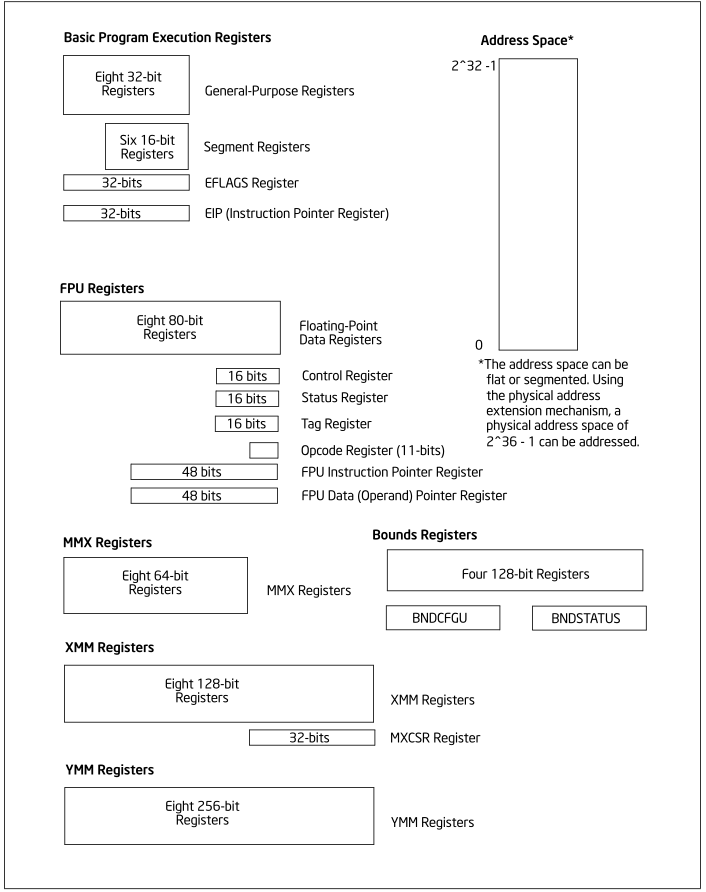 Basic Program Execution Registers
Address Space*
2^32 -1
Eight 32-bit
Registers
General-Purpose Registers
Six 16-bit
Registers
Segment Registers
32-bits
EFLAGS Register
32-bits
EIP (Instruction Pointer Register)
FPU Registers
Eight 80-bit
Registers
Floating-Point
Data Registers
0
*The address space can be
flat or segmented. Using
the physical address
extension mechanism, a
physical address space of
2^36 - 1 can be addressed.
16 bits
Control Register
16 bits
Status Register
16 bits
Tag Register
Opcode Register (11-bits)
48 bits
FPU Instruction Pointer Register
48 bits
FPU Data (Operand) Pointer Register
MMX Registers
Eight 64-bit
Registers
MMX Registers
Bounds Registers
Four 128-bit Registers
BNDCFGU
BNDSTATUS
XMM Registers
Eight 128-bit
Registers
XMM Registers
32-bits
MXCSR Register
YMM Registers
Eight 256-bit
Registers
YMM Registers